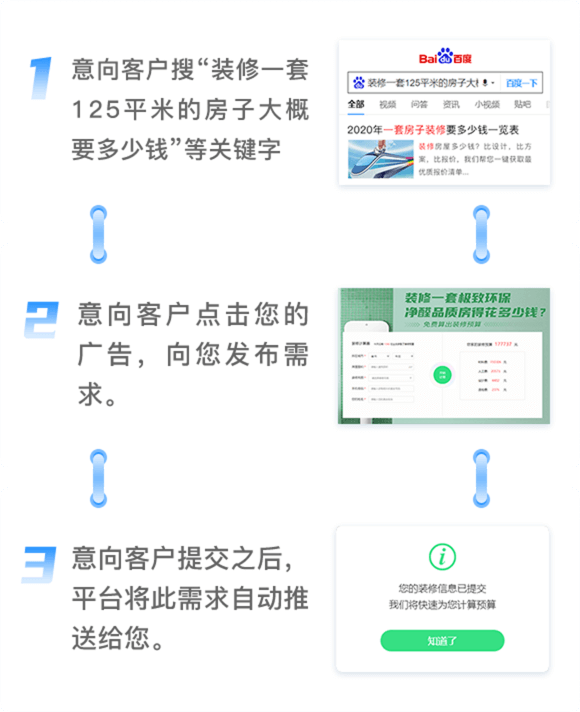 1
意向客户搜“装修一套
125平米的房子大概
要多少钱”等关键字
Bai du 百度
装修一套125平米的房子大 百度一下
全部 视频 问答 资讯 小视频 贴吧
2020年一套房子装修要多少钱一览表
装修房屋多少钱？比设计，比方
案，比报价，我们帮您一键获取最
优质报价清单...
2
意向客户点击您的
广告，向您发布需
求。
装修一套极致环保
净醛品质房得花多少钱?
免费算出装修预算
3
意向客户提交之后，
平台将此需求自动推
送给您。
i
您的装修信息已提交
我们将快速为您计算预算
知道了